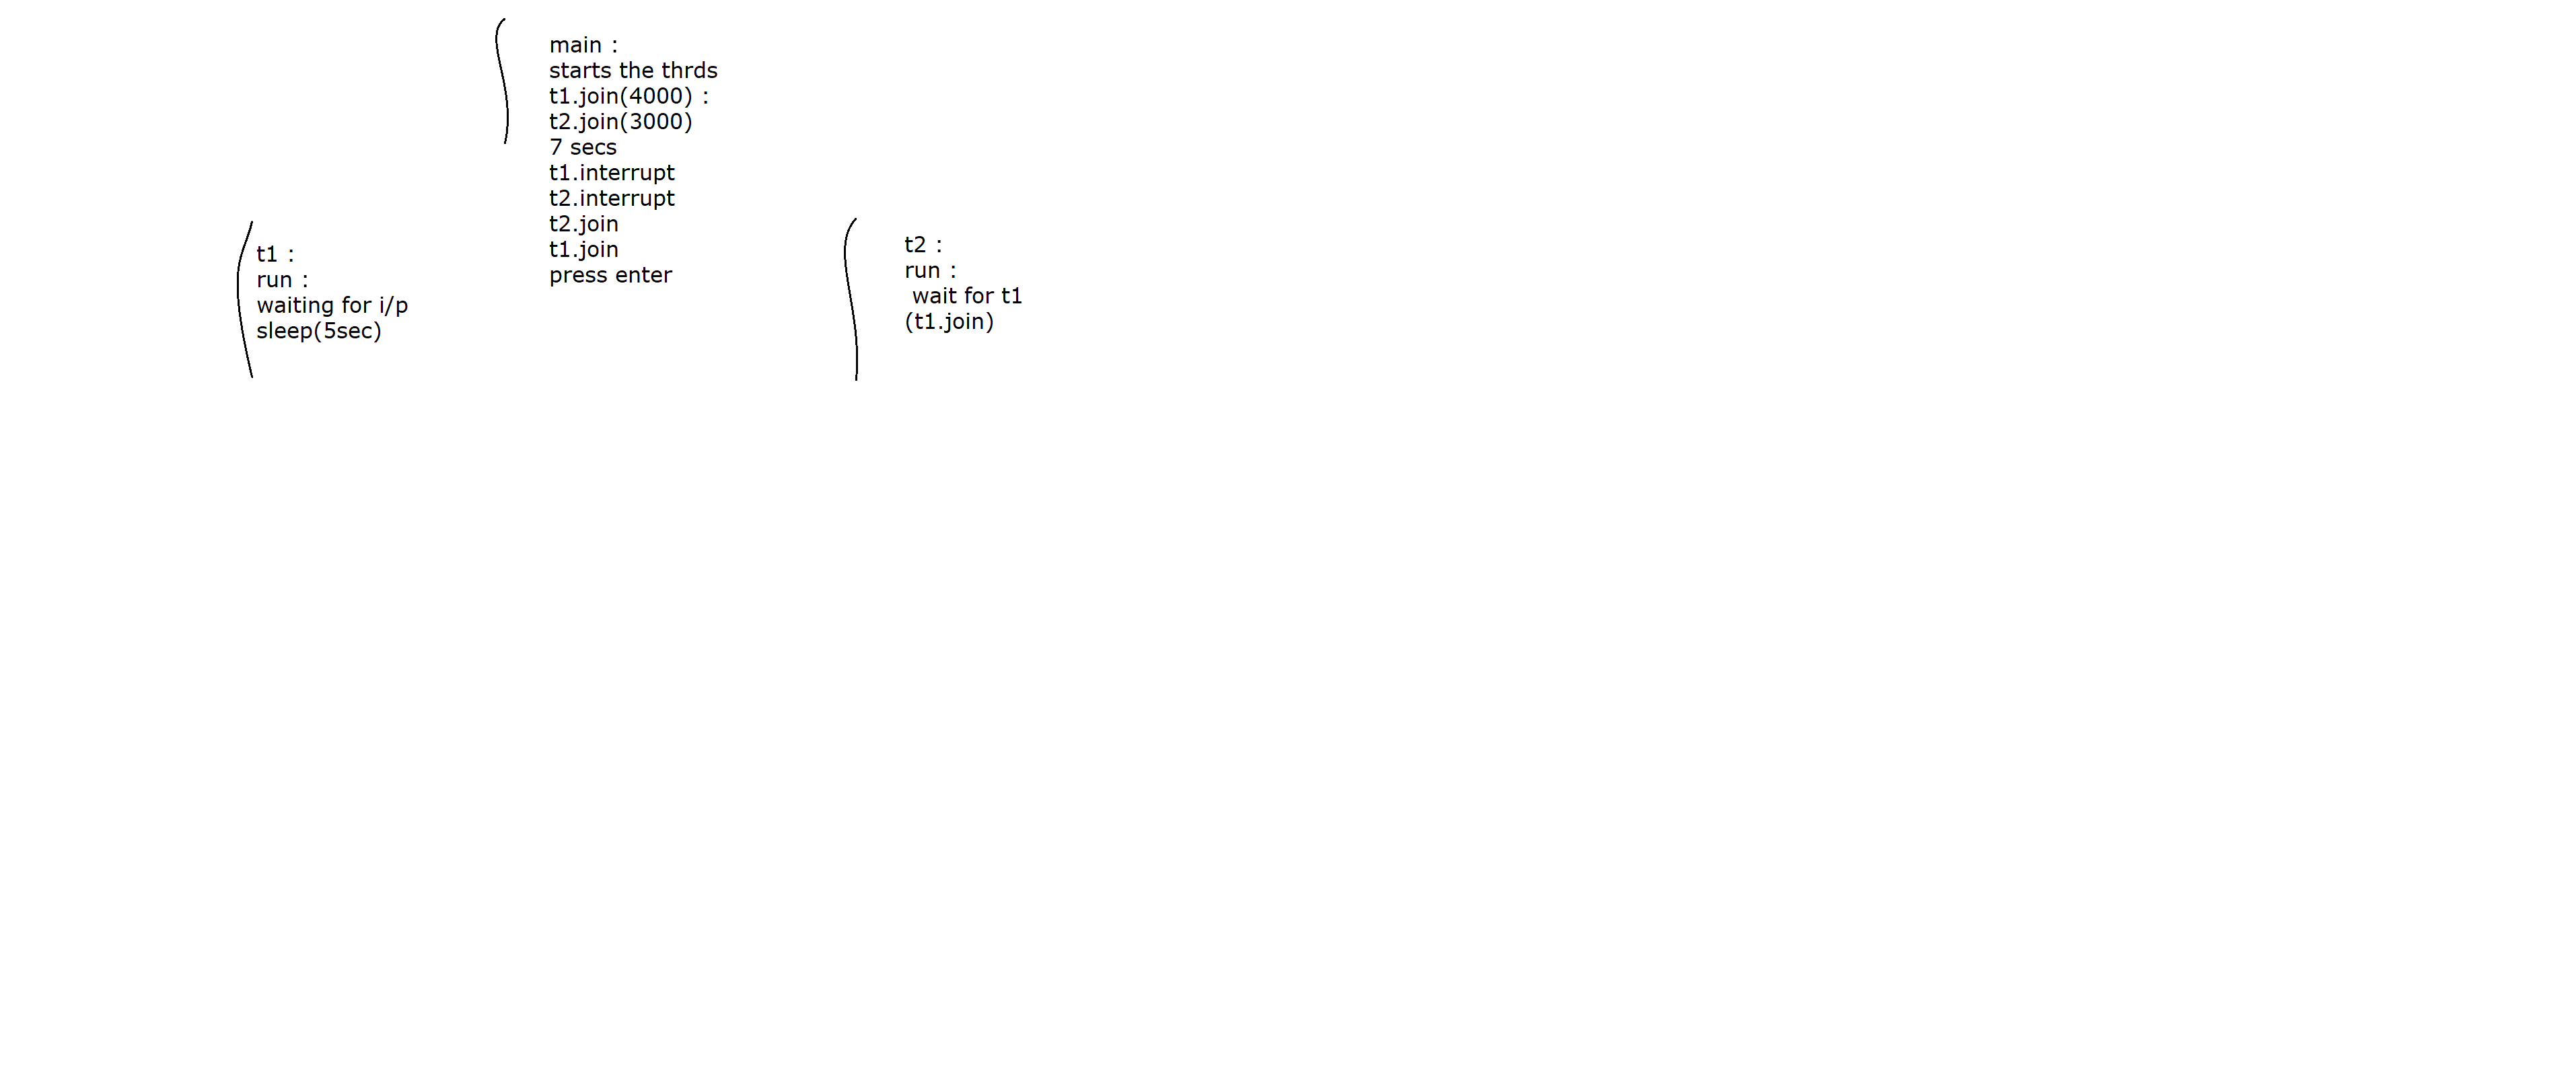 main :
starts the thrds
t1.join(4000) :
t2.join(3000)
7 secs
t1.interrupt
t2.interrupt
t2.join
t1.join
press enter
t1 :
run :
waiting for i/p
sleep(5sec)
t2 :
run :
wait for t1
(t1.join)